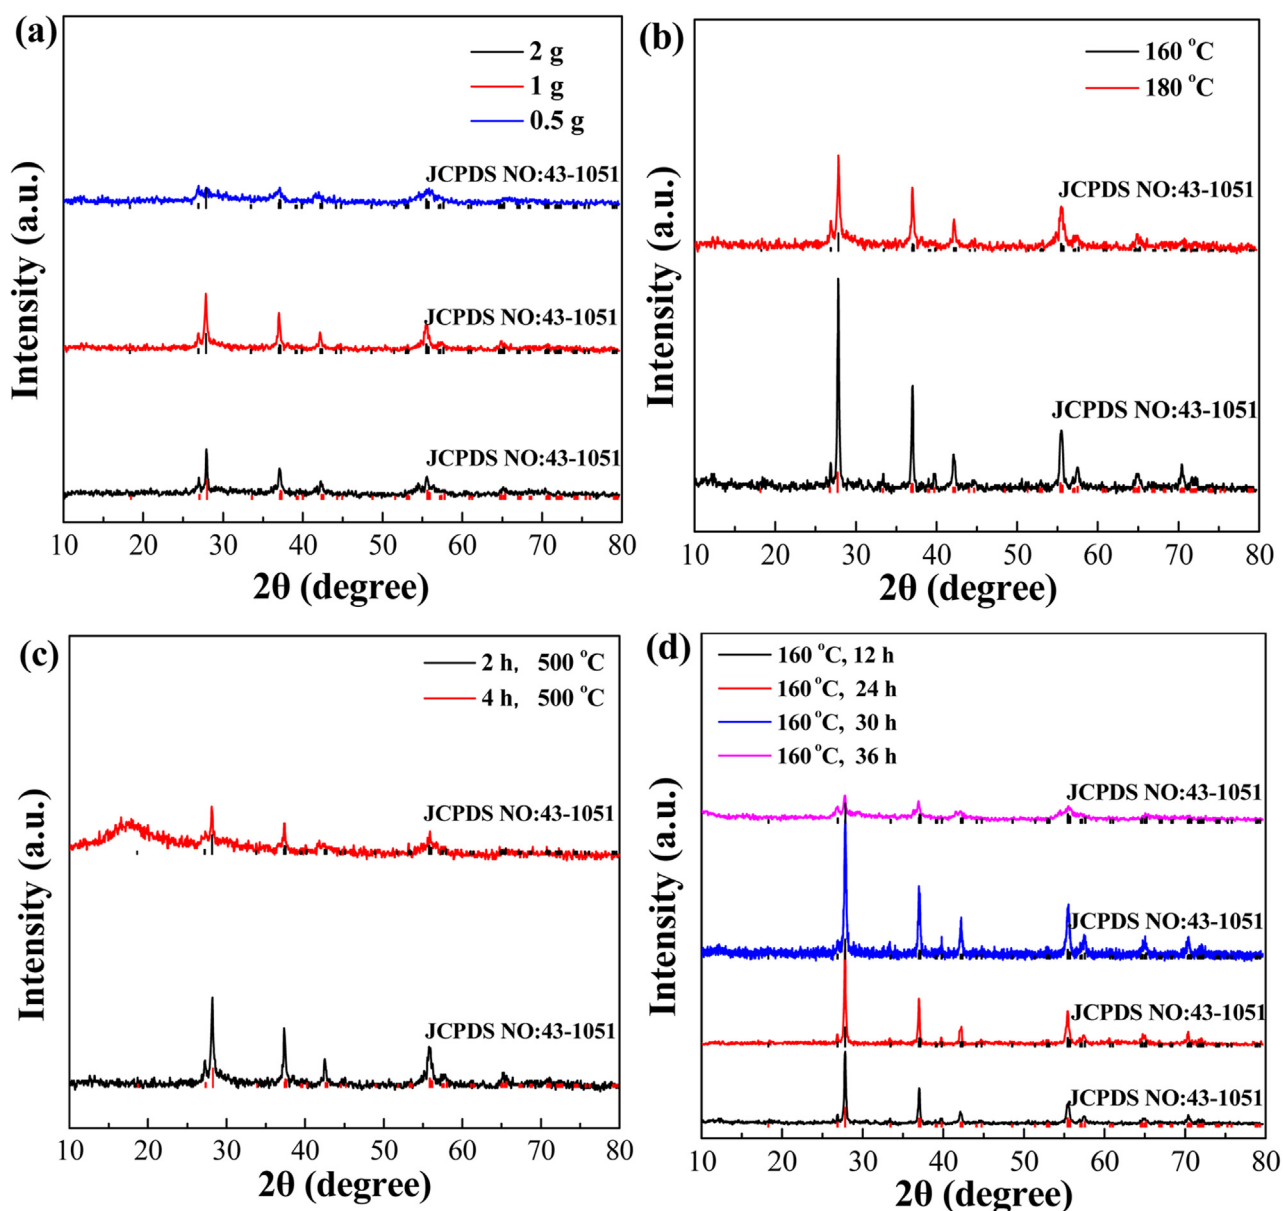 (a)
2 g
1 g
0.5 g
JCPDS NO:43-1051
JCPDS NO:43-1051
JCPDS NO:43-1051
Intensity (a.u.)
10 20 30 40 50 60 70 80
2θ (degree)
(b)
160 °C
180 °C
JCPDS NO:43-1051
JCPDS NO:43-1051
Intensity (a.u.)
10 20 30 40 50 60 70 80
2θ (degree)
(c)
2 h, 500 °C
4 h, 500 °C
JCPDS NO:43-1051
JCPDS NO:43-1051
Intensity (a.u.)
10 20 30 40 50 60 70 80
2θ (degree)
(d)
160 °C, 12 h
160 °C, 24 h
160 °C, 30 h
160 °C, 36 h
JCPDS NO:43-1051
JCPDS NO:43-1051
JCPDS NO:43-1051
JCPDS NO:43-1051
Intensity (a.u.)
10 20 30 40 50 60 70 80
2θ (degree)